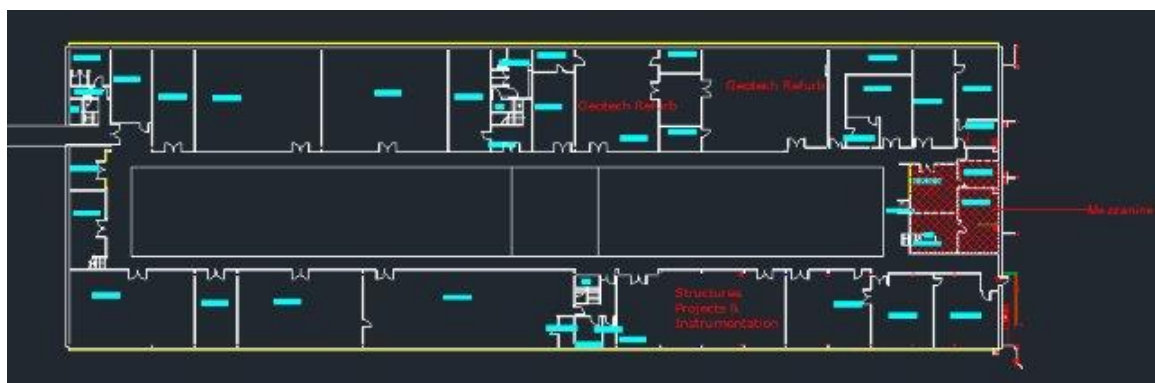 Geotech Refurb
Geotech Refurb
Mezzanine
Structures
Projects &
Instrumentation